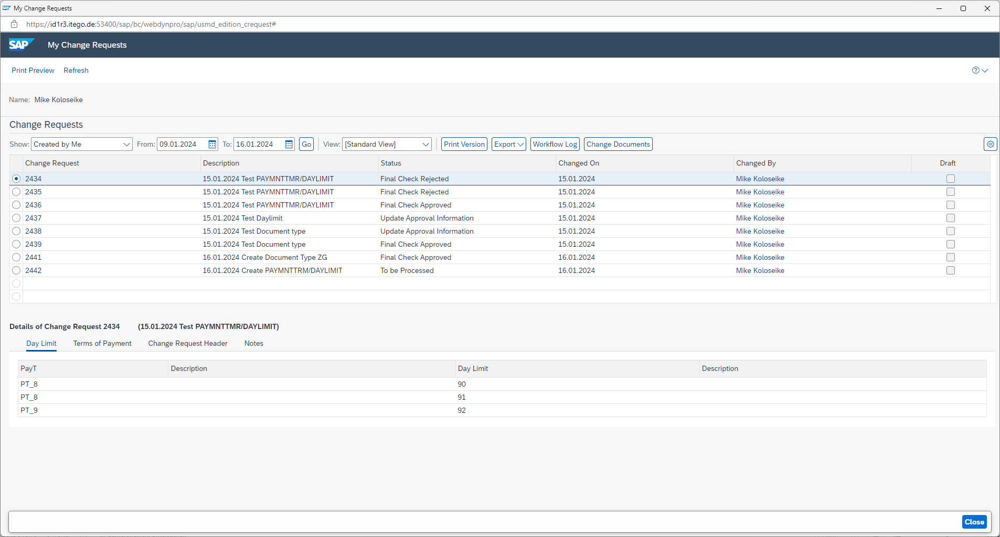 My Change Requests
https://id1r3.itego.de:53400/sap/bc/webdynpro/sap/usmd_edition_crequest#
SAP My Change Requests
Print Preview Refresh
Name: Mike Koloseike
Change Requests
Show: Created by Me From: 09.01.2024 To: 16.01.2024 Go View: [Standard View] Print Version Export Workflow Log Change Documents
Change Request Description Status Changed On Changed By Draft
2434 15.01.2024 Test PAYMNTTMR/DAYLIMIT Final Check Rejected 15.01.2024 Mike Koloseike
2435 15.01.2024 Test PAYMNTTMR/DAYLIMIT Final Check Rejected 15.01.2024 Mike Koloseike
2436 15.01.2024 Test PAYMNTTMR/DAYLIMIT Final Check Approved 15.01.2024 Mike Koloseike
2437 15.01.2024 Test Daylimit Update Approval Information 15.01.2024 Mike Koloseike
2438 15.01.2024 Test Document type Update Approval Information 15.01.2024 Mike Koloseike
2439 15.01.2024 Test Document type Final Check Approved 15.01.2024 Mike Koloseike
2441 16.01.2024 Create Document Type ZG Final Check Approved 16.01.2024 Mike Koloseike
2442 16.01.2024 Create PAYMNTTRM/DAYLIMIT To be Processed 16.01.2024 Mike Koloseike
Details of Change Request 2434 (15.01.2024 Test PAYMNTTMR/DAYLIMIT)
Day Limit Terms of Payment Change Request Header Notes
PayT Description Day Limit Description
PT_8 90
PT_8 91
PT_9 92
Close